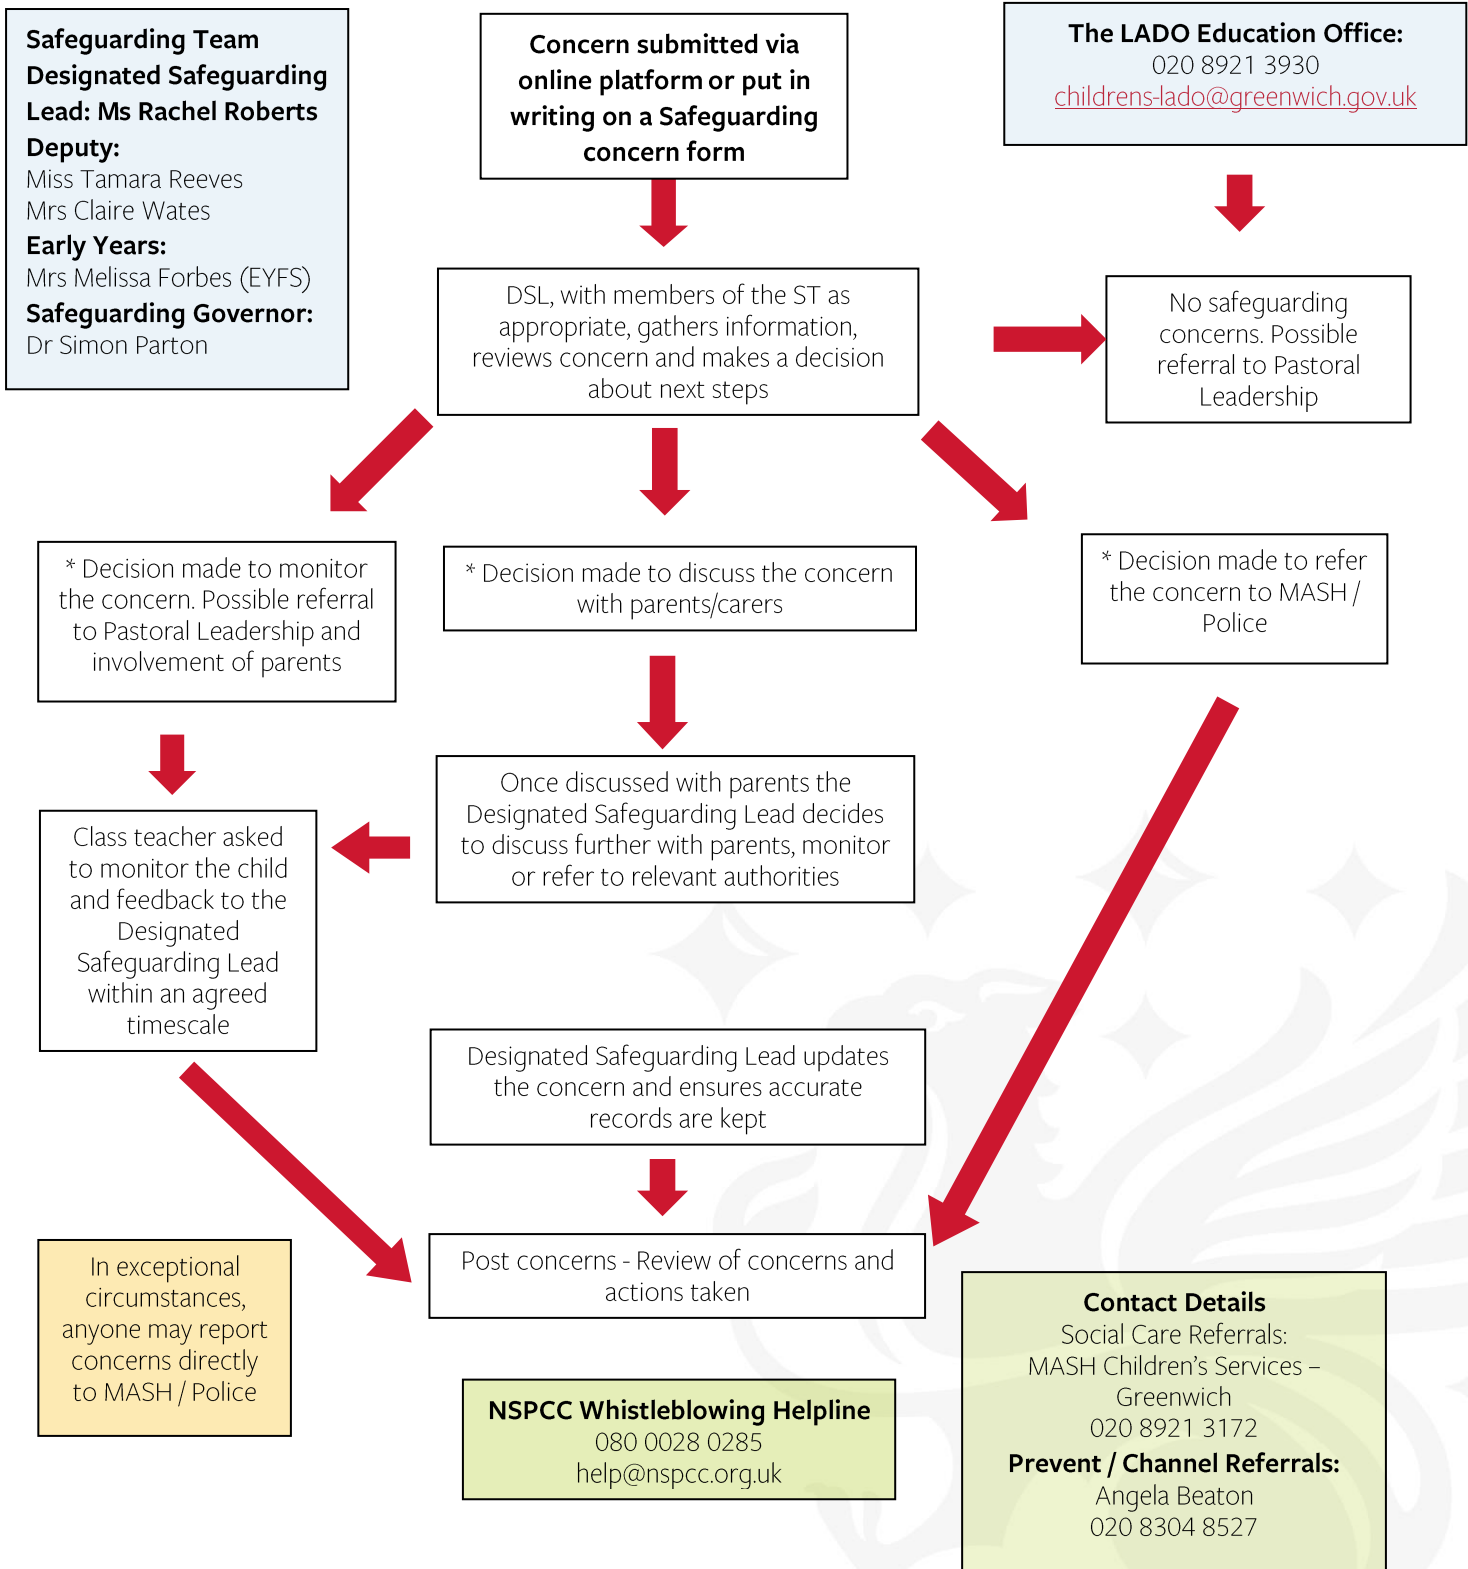 Safeguarding Team
Designated Safeguarding
Lead: Ms Rachel Roberts
Deputy:
Miss Tamara Reeves
Mrs Claire Wates
Early Years:
Mrs Melissa Forbes (EYFS)
Safeguarding Governor:
Dr Simon Parton
Concern submitted via
online platform or put in
writing on a Safeguarding
concern form
The LADO Education Office:
020 8921 3930
childrens-lado@greenwich.gov.uk
DSL, with members of the ST as
appropriate, gathers information,
reviews concern and makes a decision
about next steps
No safeguarding
concerns. Possible
referral to Pastoral
Leadership
* Decision made to monitor
the concern. Possible referral
to Pastoral Leadership and
involvement of parents
* Decision made to discuss the concern
with parents/carers
* Decision made to refer
the concern to MASH /
Police
Once discussed with parents the
Designated Safeguarding Lead decides
to discuss further with parents, monitor
or refer to relevant authorities
Class teacher asked
to monitor the child
and feedback to the
Designated
Safeguarding Lead
within an agreed
timescale
Designated Safeguarding Lead updates
the concern and ensures accurate
records are kept
Post concerns - Review of concerns and
actions taken
In exceptional
circumstances,
anyone may report
concerns directly
to MASH / Police
NSPCC Whistleblowing Helpline
080 0028 0285
help@nspcc.org.uk
Contact Details
Social Care Referrals:
MASH Children’s Services –
Greenwich
020 8921 3172
Prevent / Channel Referrals:
Angela Beaton
020 8304 8527